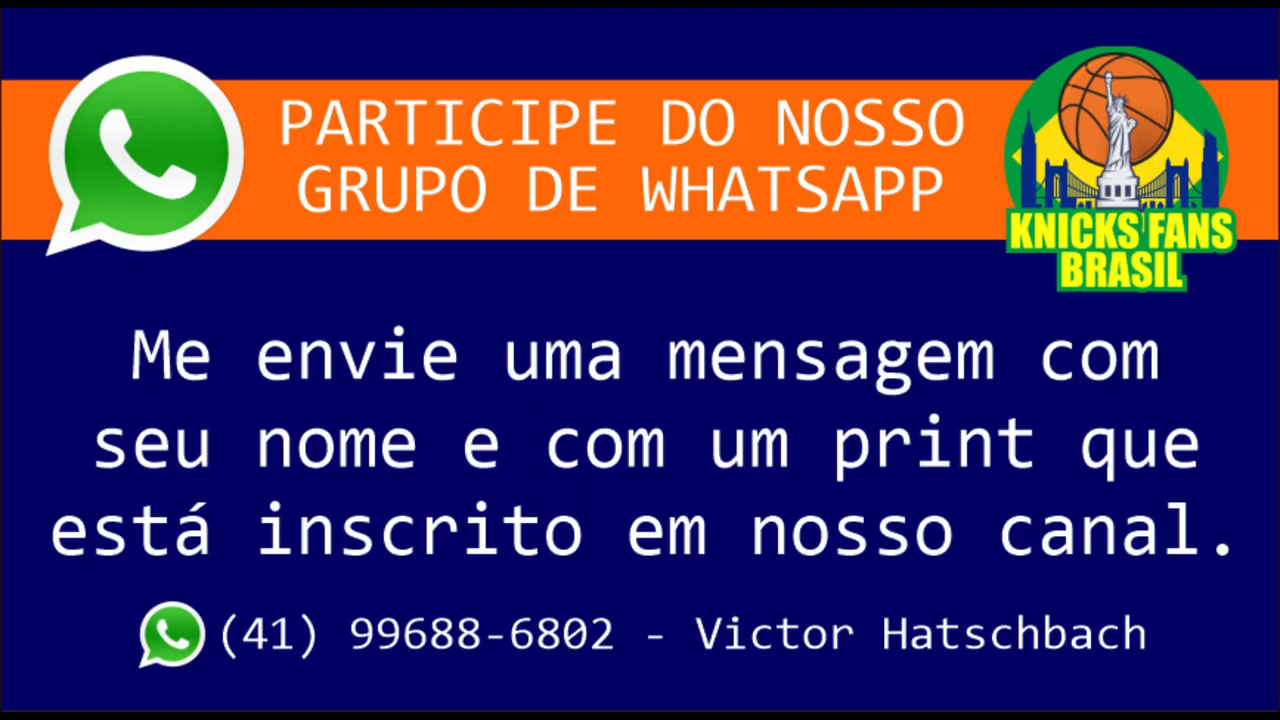 PARTICIPE DO NOSSO
GRUPO DE WHATSAPP
KNICKS FANS
BRASIL
Me envie uma mensagem com
seu nome e com um print que
está inscrito em nosso canal.
(41) 99688-6802 - Victor Hatschbach